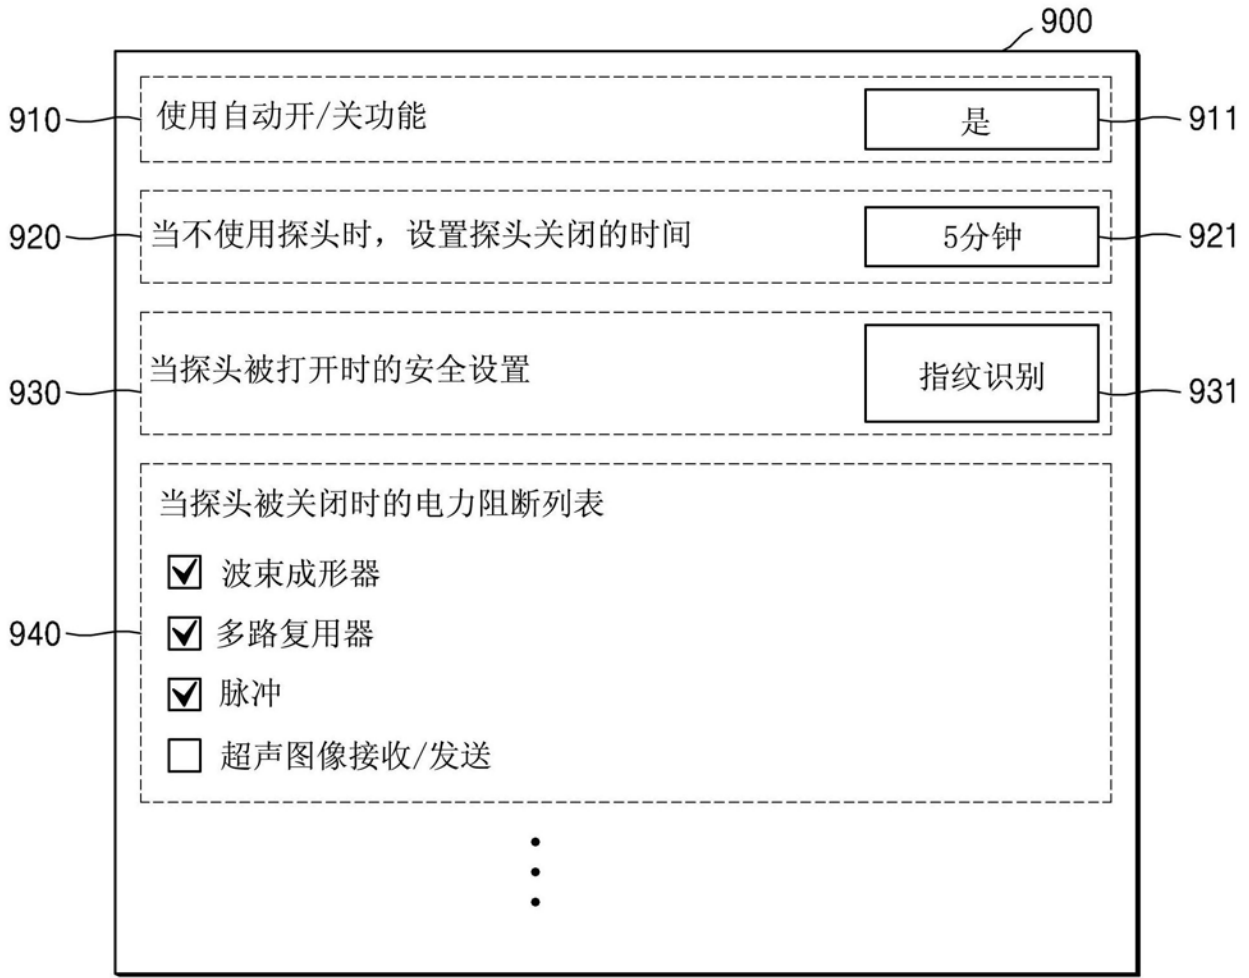 900
910 使用自动开/关功能 是 911
920 当不使用探头时，设置探头关闭的时间 5分钟 921
930 当探头被打开时的安全设置 指纹识别 931
当探头被关闭时的电力阻断列表
波束成形器
940 多路复用器
脉冲
超声图像接收/发送